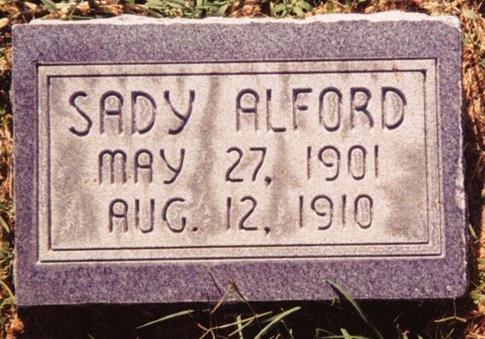 SADY ALFORD
MAY 27, 1901
AUG. 12, 1910